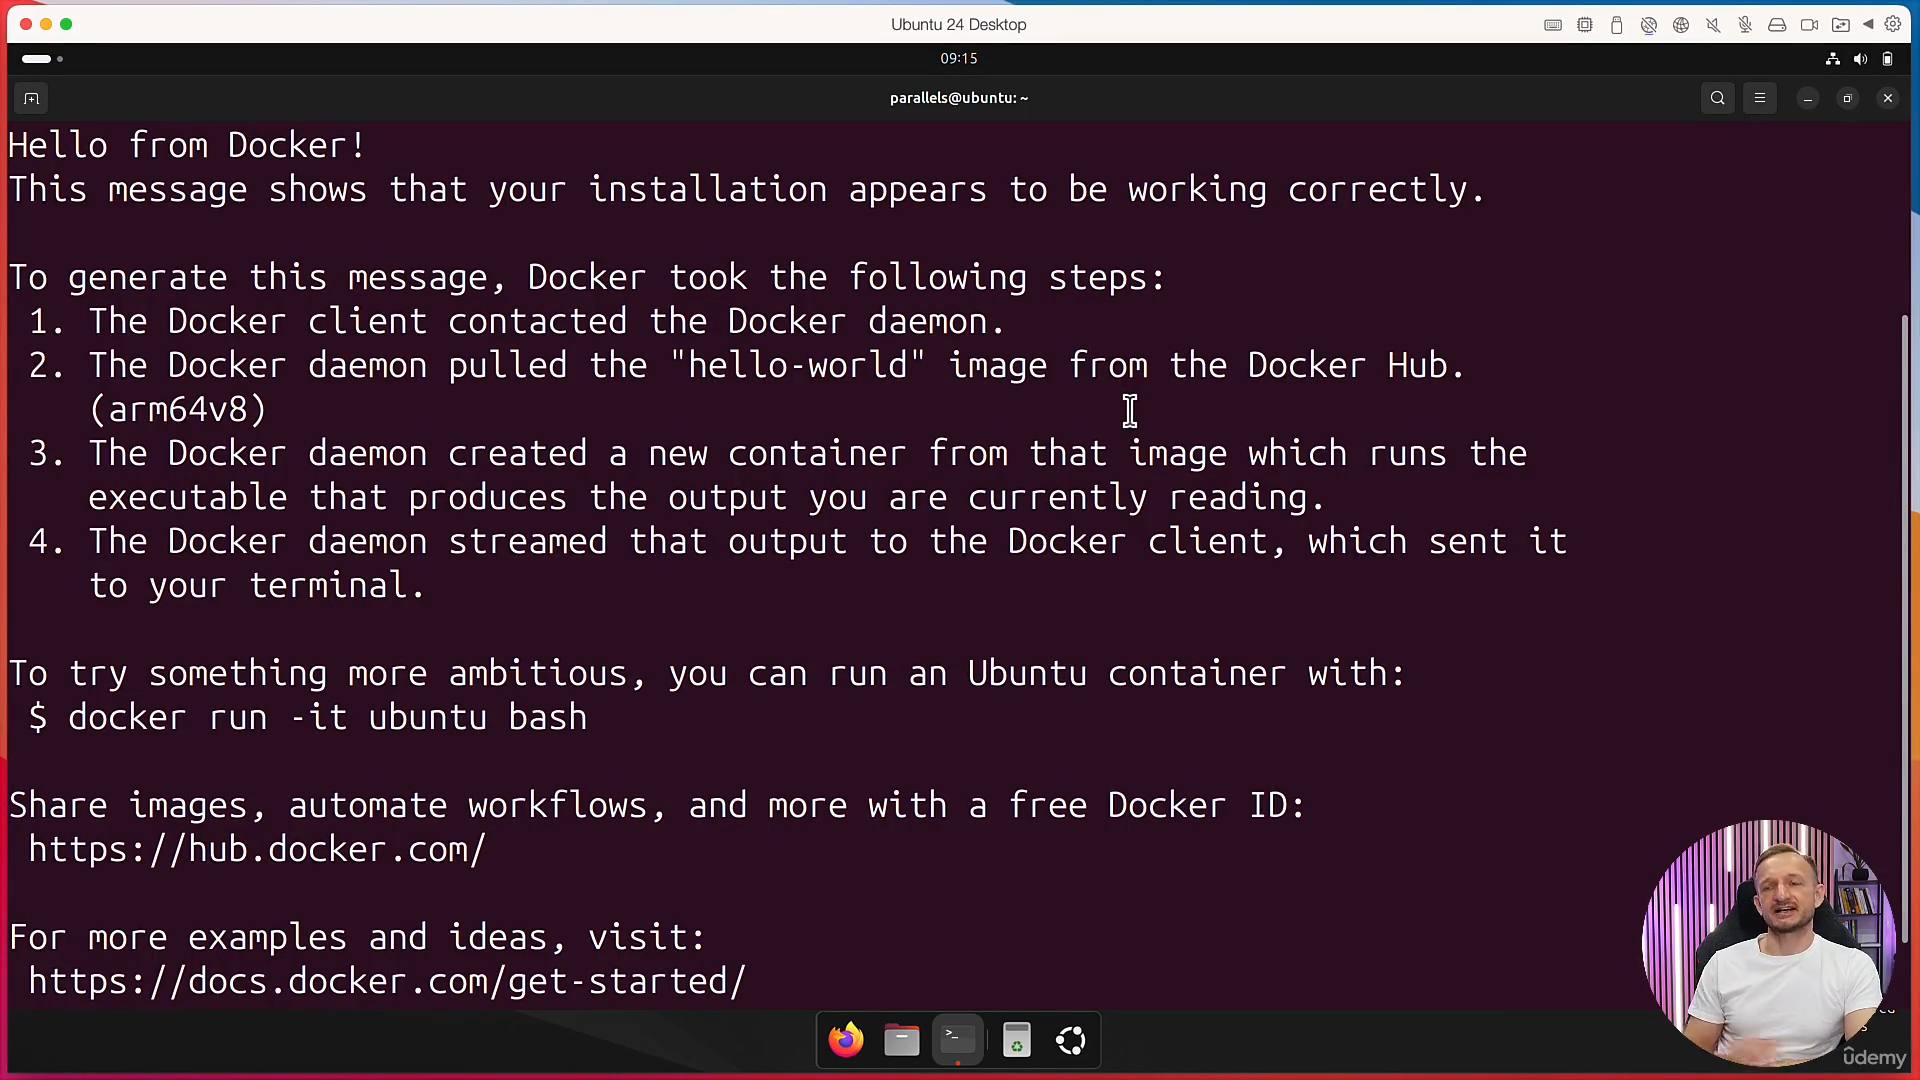 Ubuntu 24 Desktop
09:15
parallels@ubuntu: ~
Hello from Docker!
This message shows that your installation appears to be working correctly.
To generate this message, Docker took the following steps:
1. The Docker client contacted the Docker daemon.
2. The Docker daemon pulled the "hello-world" image from the Docker Hub.
(arm64v8)
3. The Docker daemon created a new container from that image which runs the
executable that produces the output you are currently reading.
4. The Docker daemon streamed that output to the Docker client, which sent it
to your terminal.
To try something more ambitious, you can run an Ubuntu container with:
$ docker run -it ubuntu bash
Share images, automate workflows, and more with a free Docker ID:
https://hub.docker.com/
For more examples and ideas, visit:
https://docs.docker.com/get-started/
ûdemy